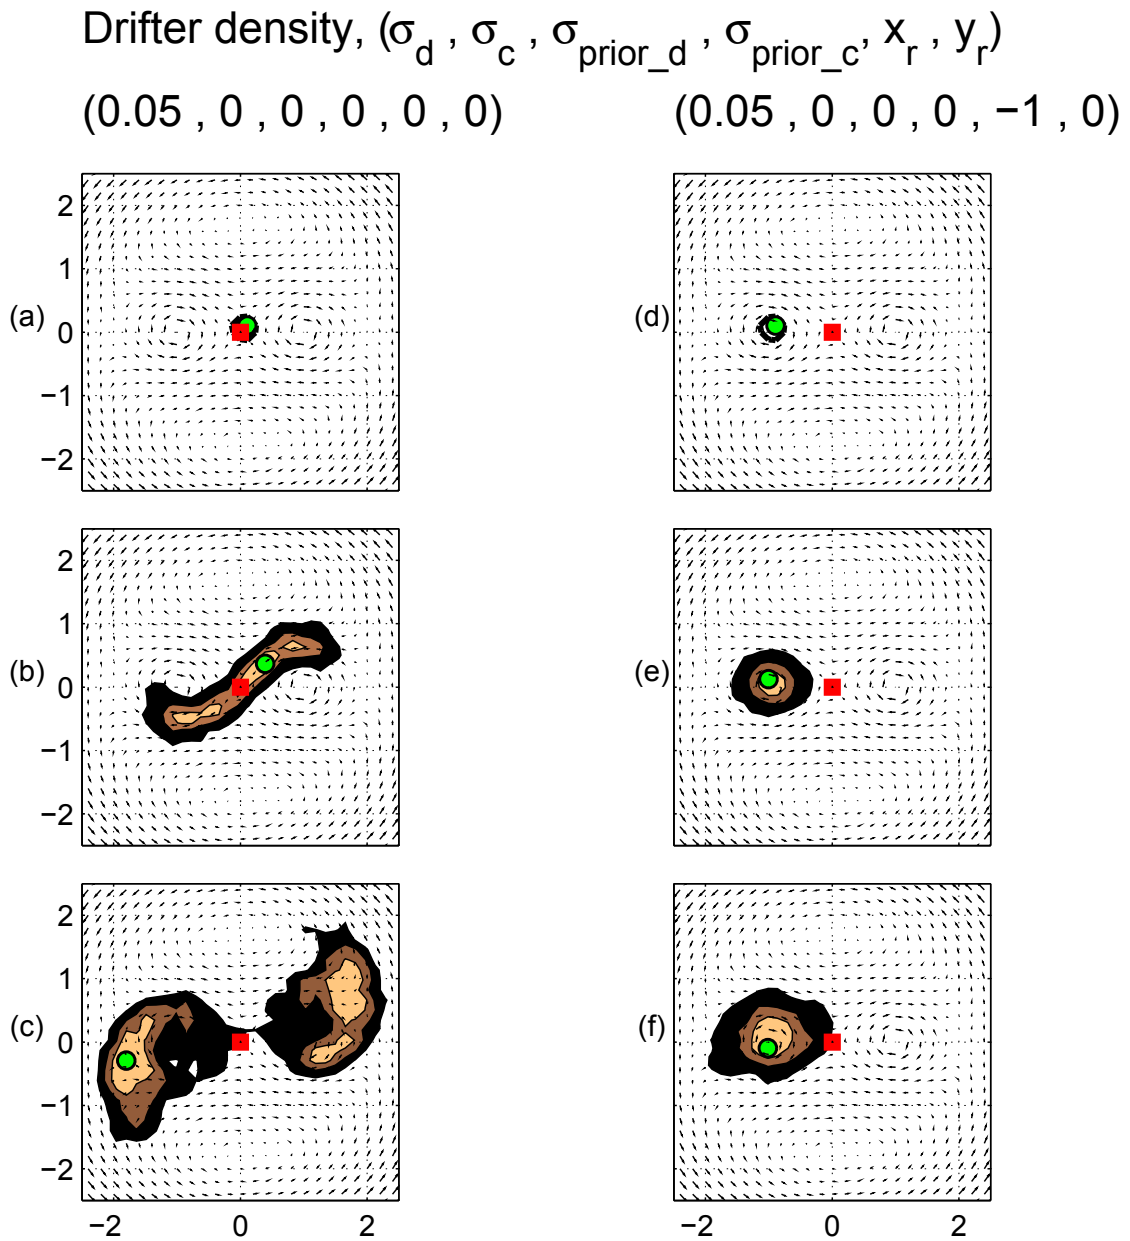 Drifter density, (σd , σc , σprior_d , σprior_c, xr , yr)
(0.05 , 0 , 0 , 0 , 0 , 0) (0.05 , 0 , 0 , 0 , −1 , 0)
2
1
(a) 0 (d)
−1
−2
2
1
(b) 0 (e)
−1
−2
2
1
(c) 0 (f)
−1
−2
−2 0 2 −2 0 2